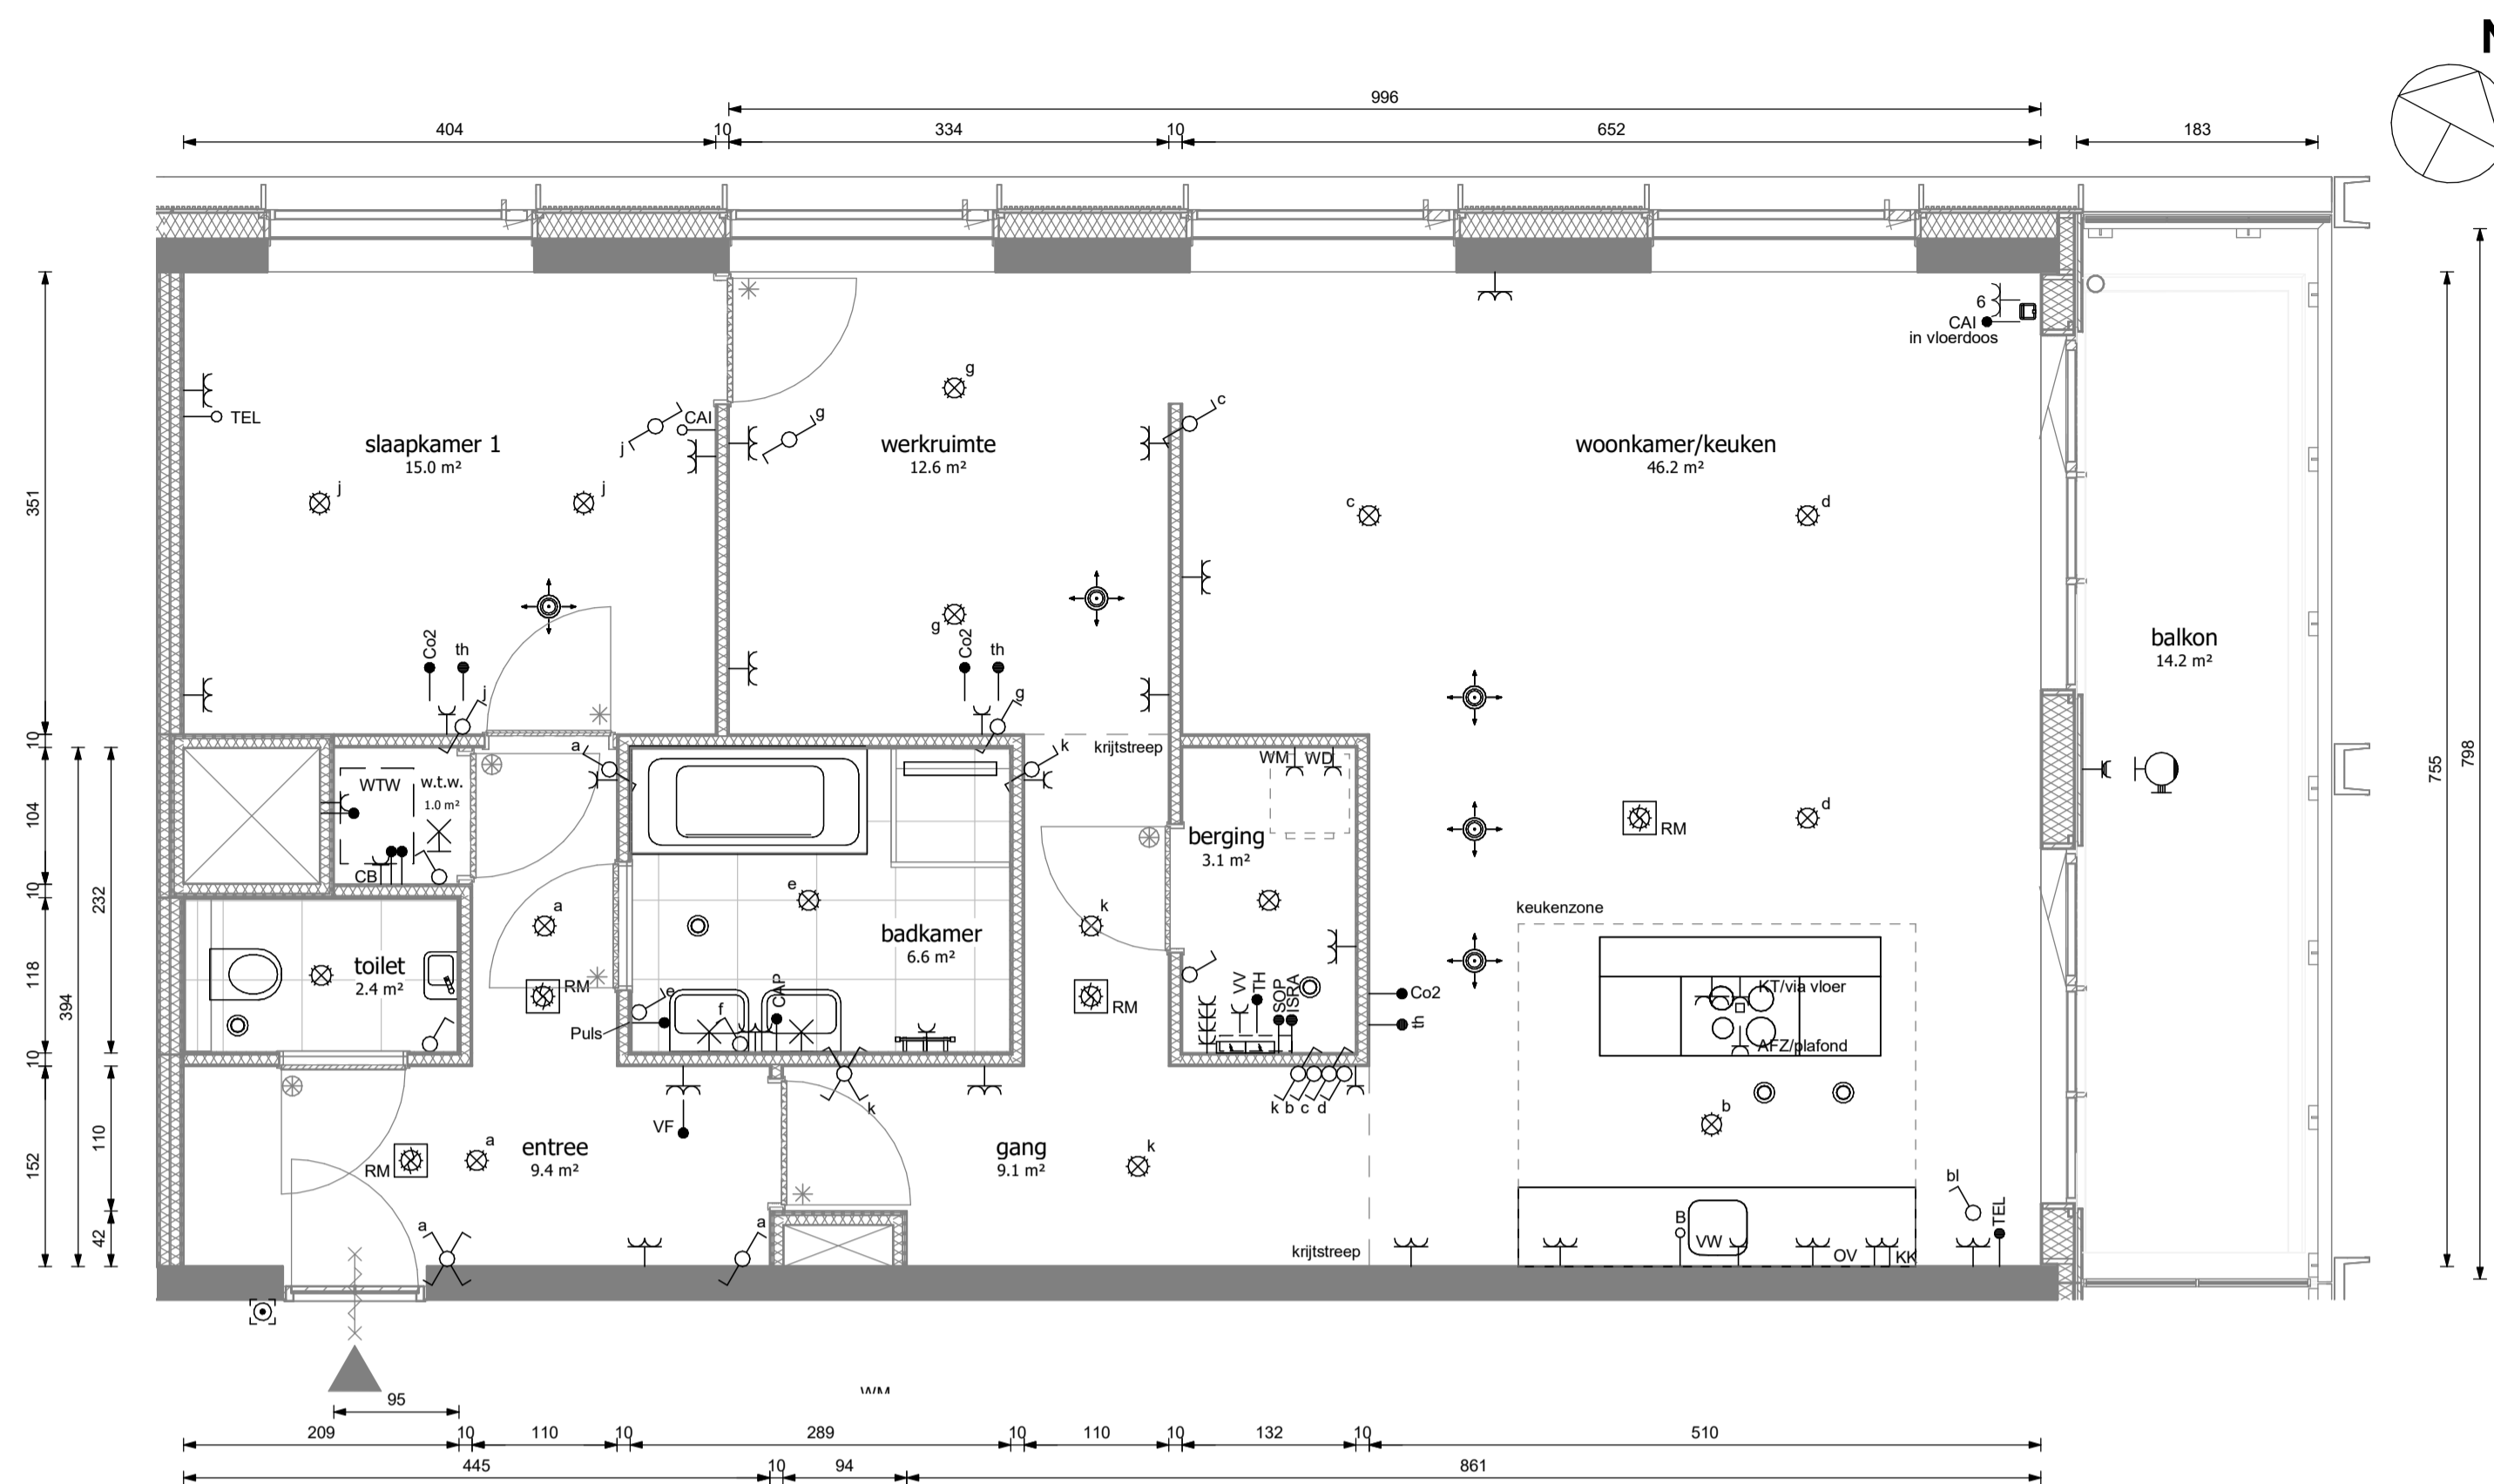 N
996
404
10
334
10
652
183
6
CAI
in vloerdoos
g
c
TEL
CAI
j
g
slaapkamer 1
15.0 m²
werkruimte
12.6 m²
woonkamer/keuken
46.2 m²
j
j
c
d
351
g
Co2
th
Co2
th
j
g
balkon
14.2 m²
10
a
krijtstreep
k
WM
WD
WTW
w.t.w.
1.0 m²
755
798
104
berging
3.1 m²
RM
d
CB
e
10
232
a
k
keukenzone
badkamer
6.6 m²
toilet
2.4 m²
118
394
RM
RM
CAP
e
f
Puls
VV
TH
SOP
ISRA
Co2
th
KT/via vloer
AFZ/plafond
10
k
k b c d
b
VF
110
152
RM
a
entree
9.4 m²
gang
9.1 m²
k
bl
TEL
42
a
a
krijtstreep
B
VW
OV
KK
WM
95
209
10
110
10
289
10
110
10
132
10
510
445
10
94
861